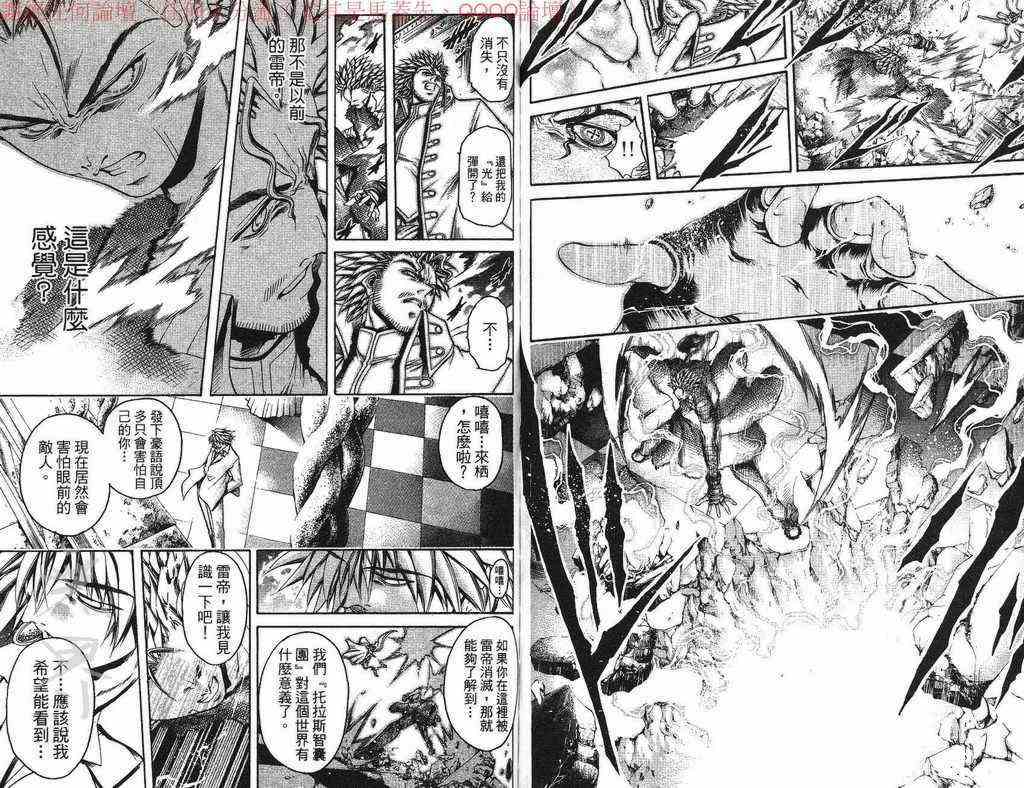 !!
不只沒有
消失，
還把我的
『光』給
彈開了？
不…
那不是以前
的雷帝。
這是什麼
感覺？
嘻嘻…來栖
，怎麼啦？
發下豪語說頂
多只會害怕自
己的你…
現在居然會
害怕眼前的
敵人。
嘻嘻…
如果你在這裡被
雷帝消滅，那就
能夠了解到…
我們『托拉斯智囊
團』對這個世界有
什麼意義了。
雷帝，讓我見
識一下吧！
不…應該說我
希望能看到…